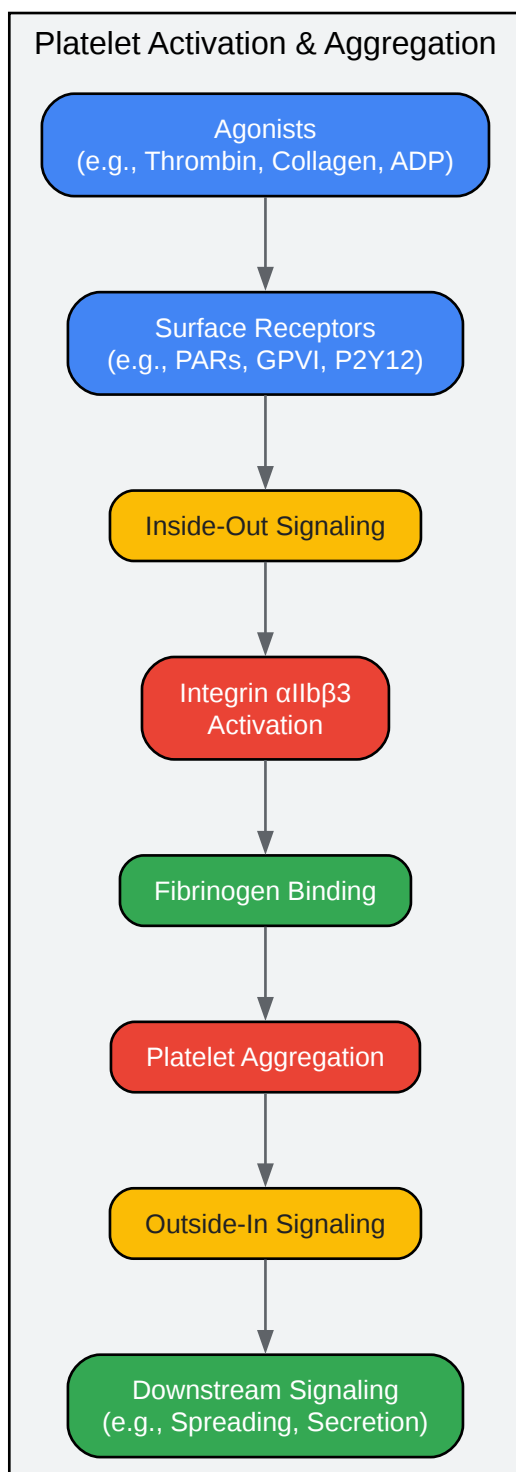 Platelet Activation & Aggregation
Agonists
(e.g., Thrombin, Collagen, ADP)
Surface Receptors
(e.g., PARs, GPVI, P2Y12)
Inside-Out Signaling
Integrin αIIbβ3
Activation
Fibrinogen Binding
Platelet Aggregation
Outside-In Signaling
Downstream Signaling
(e.g., Spreading, Secretion)